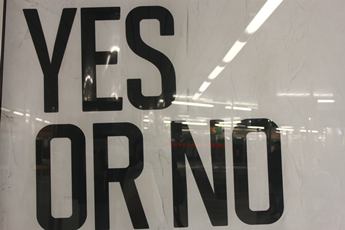 YES
OR NO